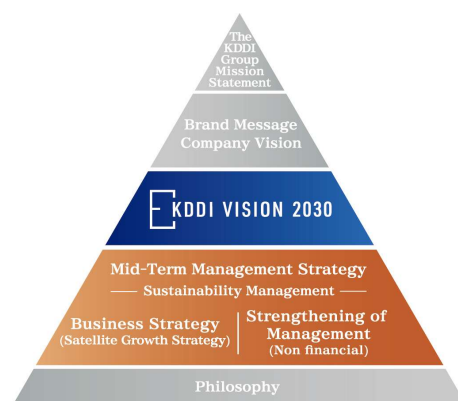 The
KDDI
Group
Mission
Statement
Brand Message
Company Vision
KDDI VISION 2030
Mid-Term Management Strategy
Sustainability Management
Business Strategy
(Satellite Growth Strategy)
Strengthening of
Management
(Non financial)
Philosophy